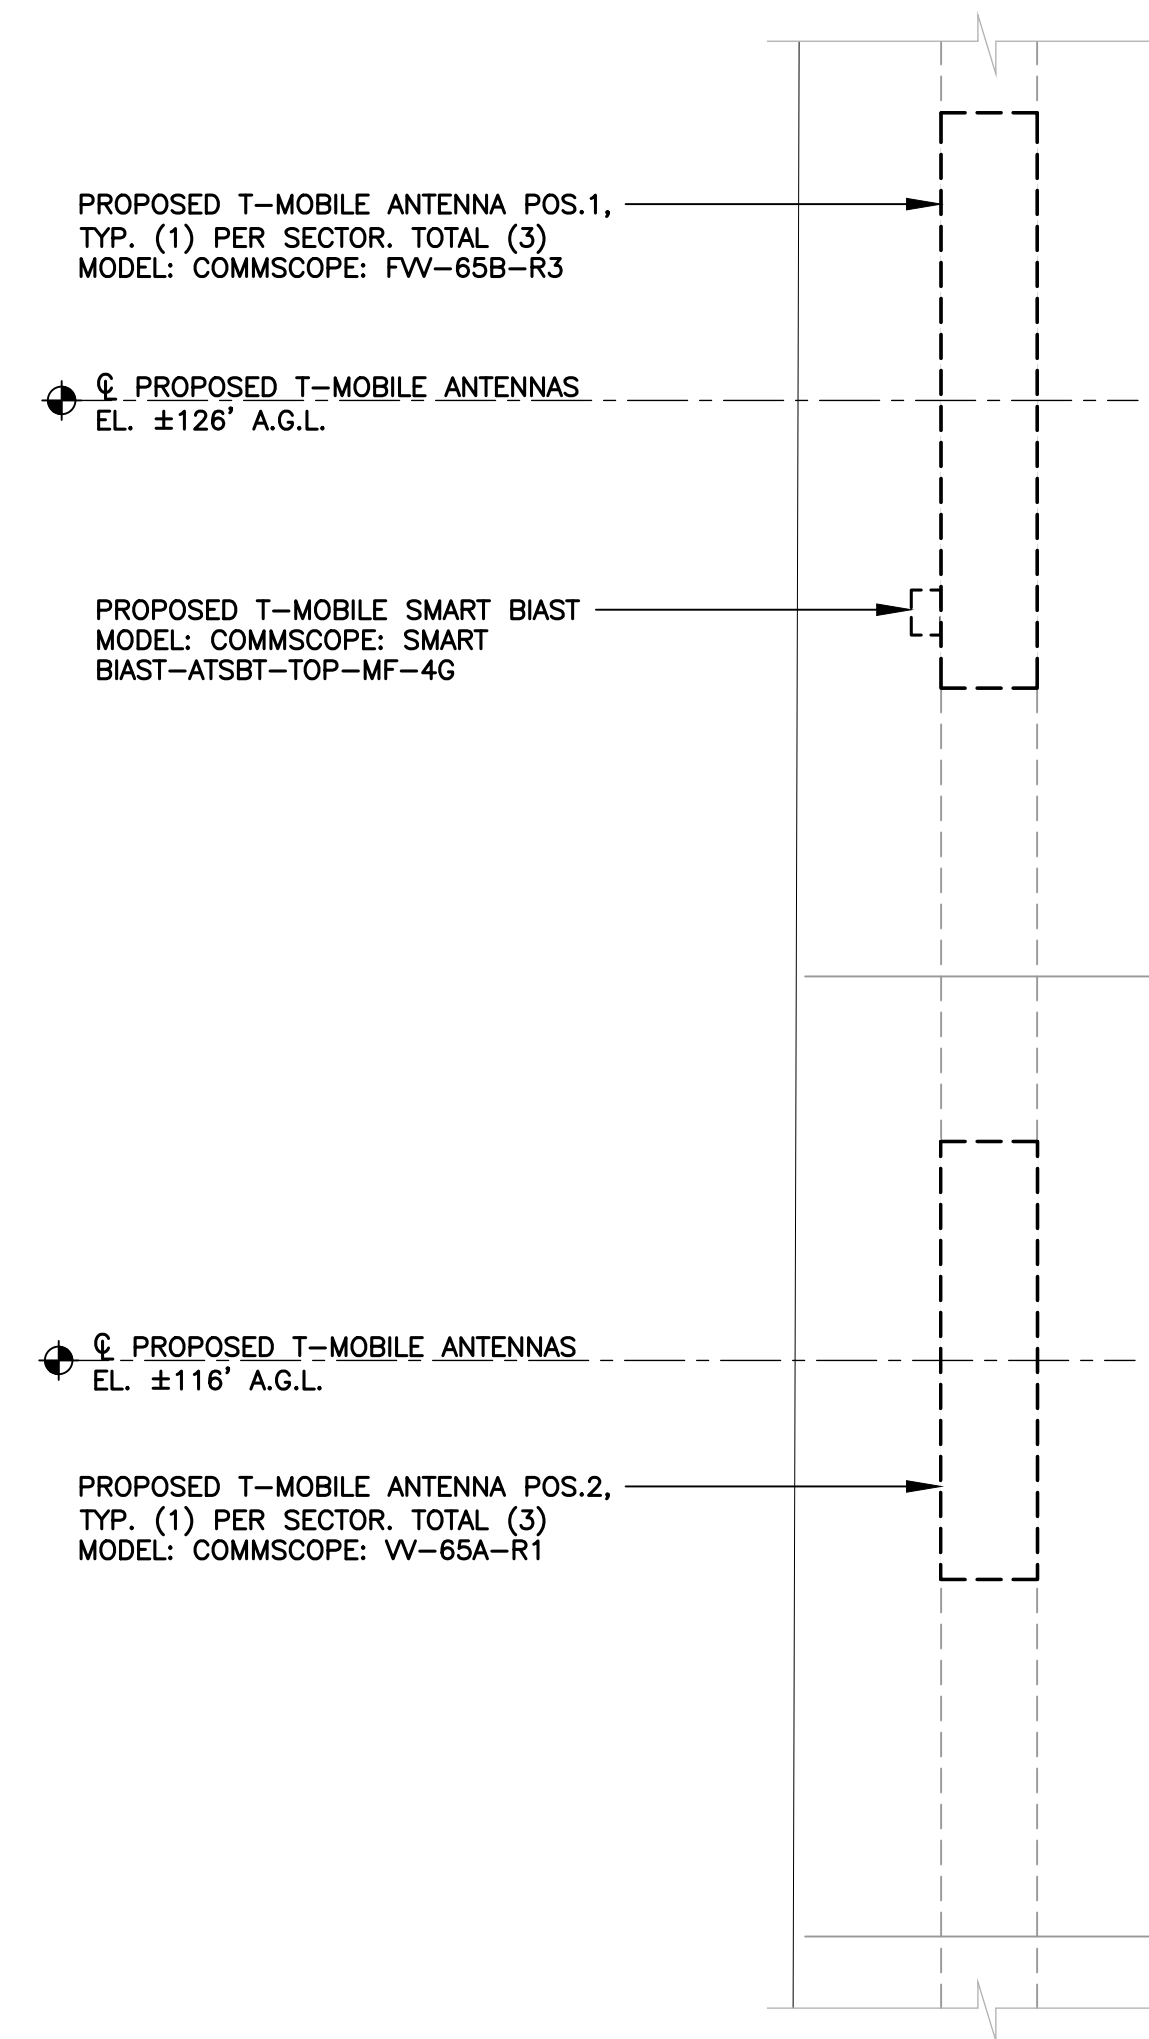 PROPOSED T-MOBILE ANTENNA POS.1,
TYP. (1) PER SECTOR. TOTAL (3)
MODEL: COMMSCOPE: FVV-65B-R3
℄ PROPOSED T-MOBILE ANTENNAS
EL. ±126' A.G.L.
PROPOSED T-MOBILE SMART BIAST
MODEL: COMMSCOPE: SMART
BIAST-ATSBT-TOP-MF-4G
℄ PROPOSED T-MOBILE ANTENNAS
EL. ±116' A.G.L.
PROPOSED T-MOBILE ANTENNA POS.2,
TYP. (1) PER SECTOR. TOTAL (3)
MODEL: COMMSCOPE: VV-65A-R1